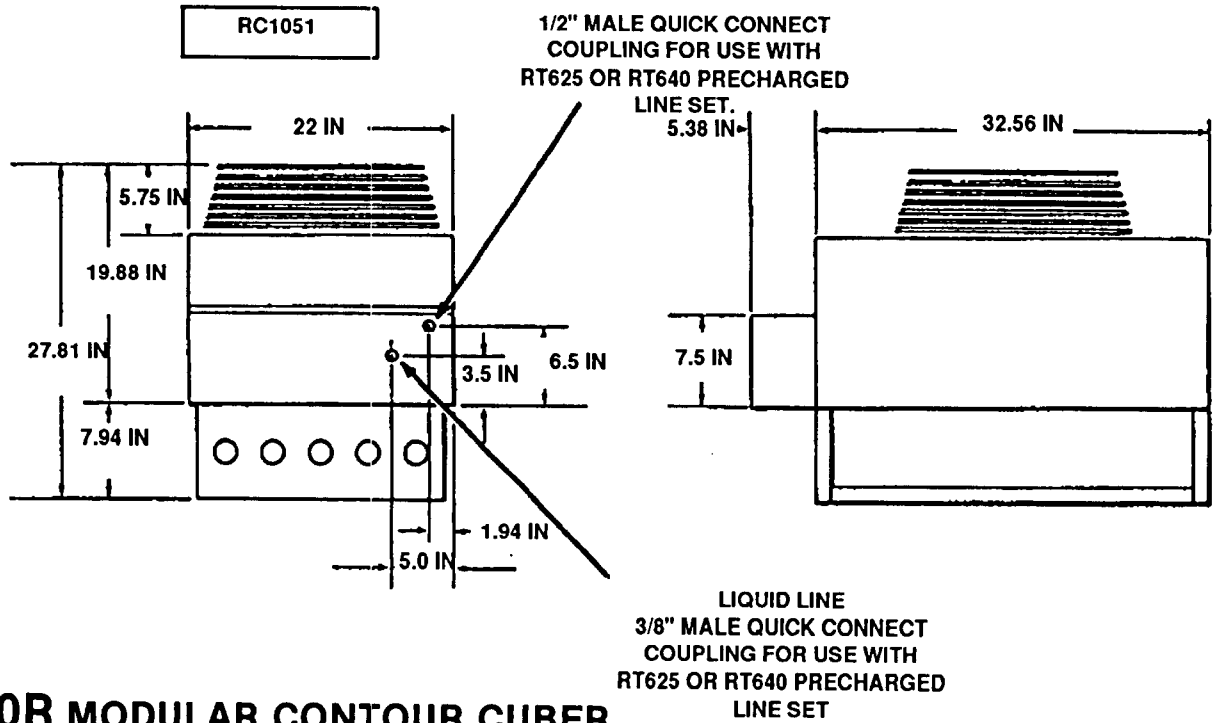 RC1051
1/2" MALE QUICK CONNECT
COUPLING FOR USE WITH
RT625 OR RT640 PRECHARGED
LINE SET.
22 IN
5.38 IN
32.56 IN
5.75 IN
19.88 IN
27.81 IN
3.5 IN
6.5 IN
7.5 IN
7.94 IN
1.94 IN
5.0 IN
LIQUID LINE
3/8" MALE QUICK CONNECT
COUPLING FOR USE WITH
RT625 OR RT640 PRECHARGED
LINE SET
0R MODULAR CONTOUR CUBER